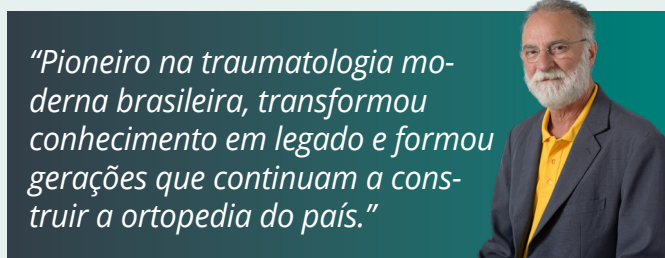 “Pioneiro na traumatologia mo-
derna brasileira, transformou
conhecimento em legado e formou
gerações que continuam a cons-
truir a ortopedia do país.”